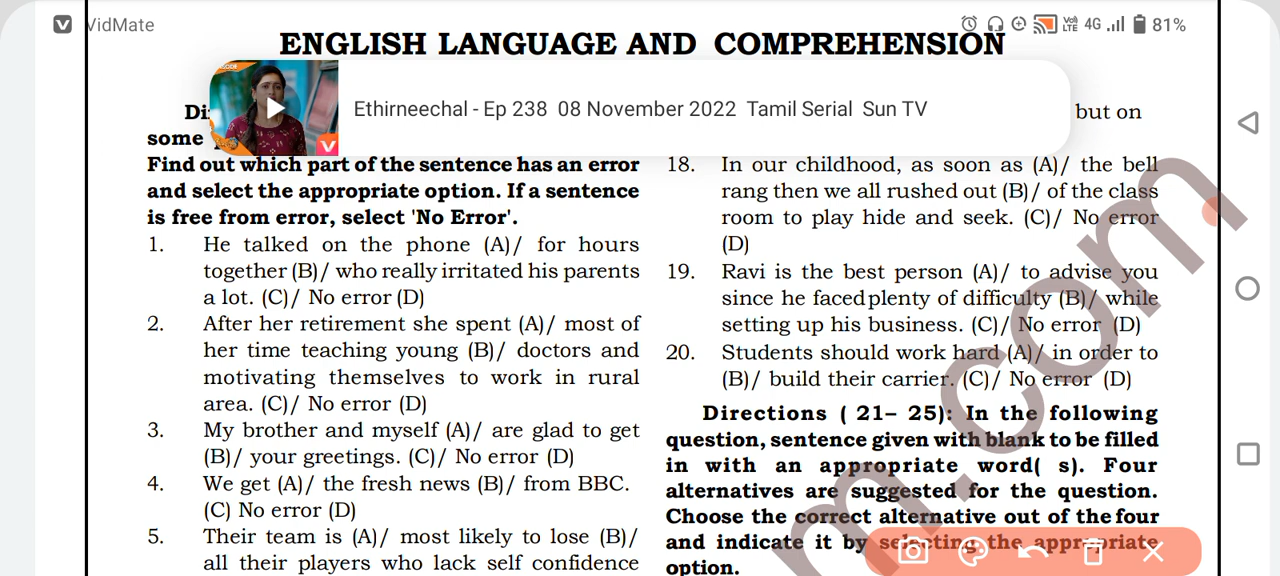 VidMate
4G 81%
ENGLISH LANGUAGE AND COMPREHENSION
Ethirneechal - Ep 238 08 November 2022 Tamil Serial Sun TV
some
Find out which part of the sentence has an error
and select the appropriate option. If a sentence
is free from error, select 'No Error'.
1. He talked on the phone (A)/ for hours
together (B)/ who really irritated his parents
a lot. (C)/ No error (D)
2. After her retirement she spent (A)/ most of
her time teaching young (B)/ doctors and
motivating themselves to work in rural
area. (C)/ No error (D)
3. My brother and myself (A)/ are glad to get
(B)/ your greetings. (C)/ No error (D)
4. We get (A)/ the fresh news (B)/ from BBC.
(C) No error (D)
5. Their team is (A)/ most likely to lose (B)/
all their players who lack self confidence
but on
18. In our childhood, as soon as (A)/ the bell
rang then we all rushed out (B)/ of the class
room to play hide and seek. (C)/ No error
(D)
19. Ravi is the best person (A)/ to advise you
since he faced plenty of difficulty (B)/ while
setting up his business. (C)/ No error (D)
20. Students should work hard (A)/ in order to
(B)/ build their carrier. (C)/ No error (D)
Directions ( 21– 25): In the following
question, sentence given with blank to be filled
in with an appropriate word( s). Four
alternatives are suggested for the question.
Choose the correct alternative out of the four
and indicate it by selecting the appropriate
option.
m.com